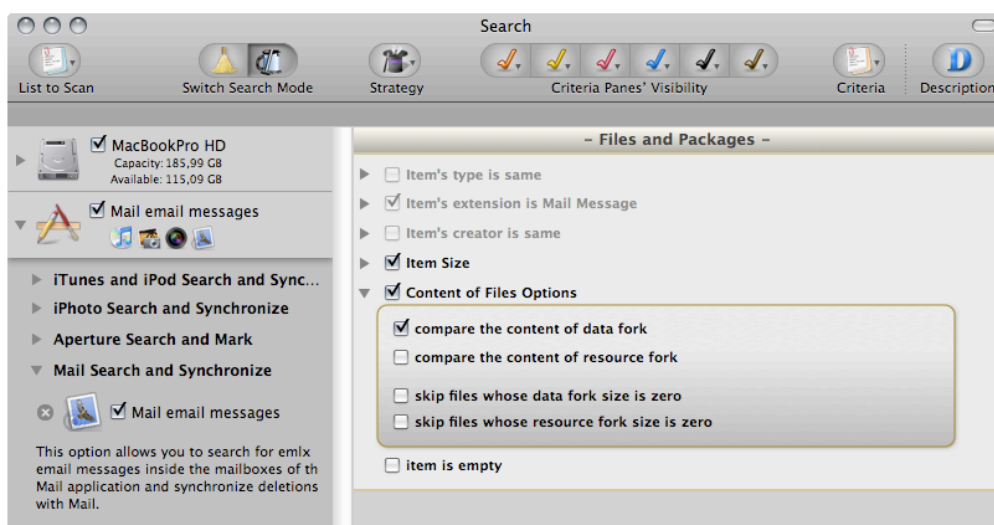 Search
List to Scan
Switch Search Mode
Strategy
Criteria Panes' Visibility
Criteria
Description
MacBookPro HD
Capacity: 185,99 GB
Available: 115,09 GB
Mail email messages
iTunes and iPod Search and Sync...
iPhoto Search and Synchronize
Aperture Search and Mark
Mail Search and Synchronize
Mail email messages
This option allows you to search for emlx
email messages inside the mailboxes of th
Mail application and synchronize deletions
with Mail.
– Files and Packages –
Item's type is same
Item's extension is Mail Message
Item's creator is same
Item Size
Content of Files Options
compare the content of data fork
compare the content of resource fork
skip files whose data fork size is zero
skip files whose resource fork size is zero
item is empty